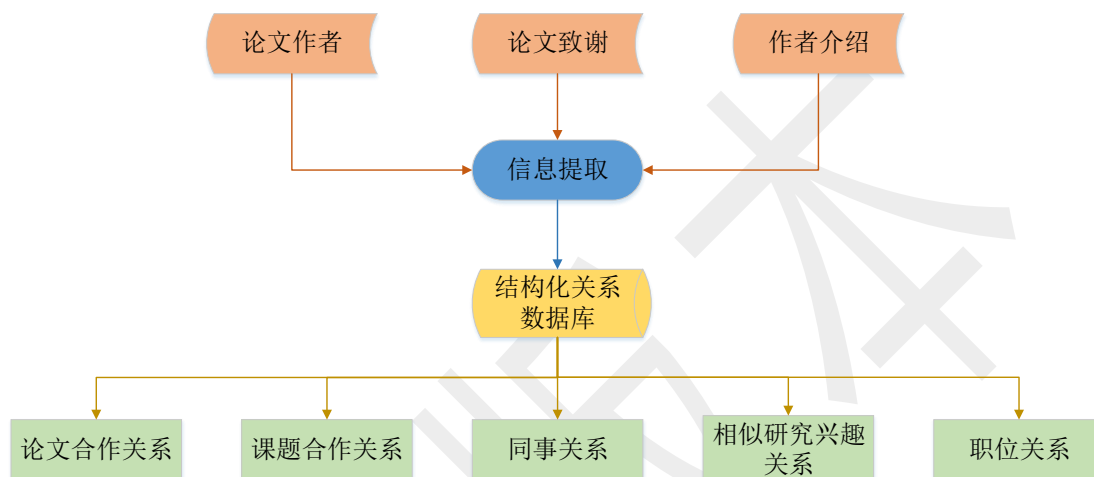 论文作者
论文致谢
作者介绍
信息提取
结构化关系
数据库
论文合作关系
课题合作关系
同事关系
相似研究兴趣
关系
职位关系
本